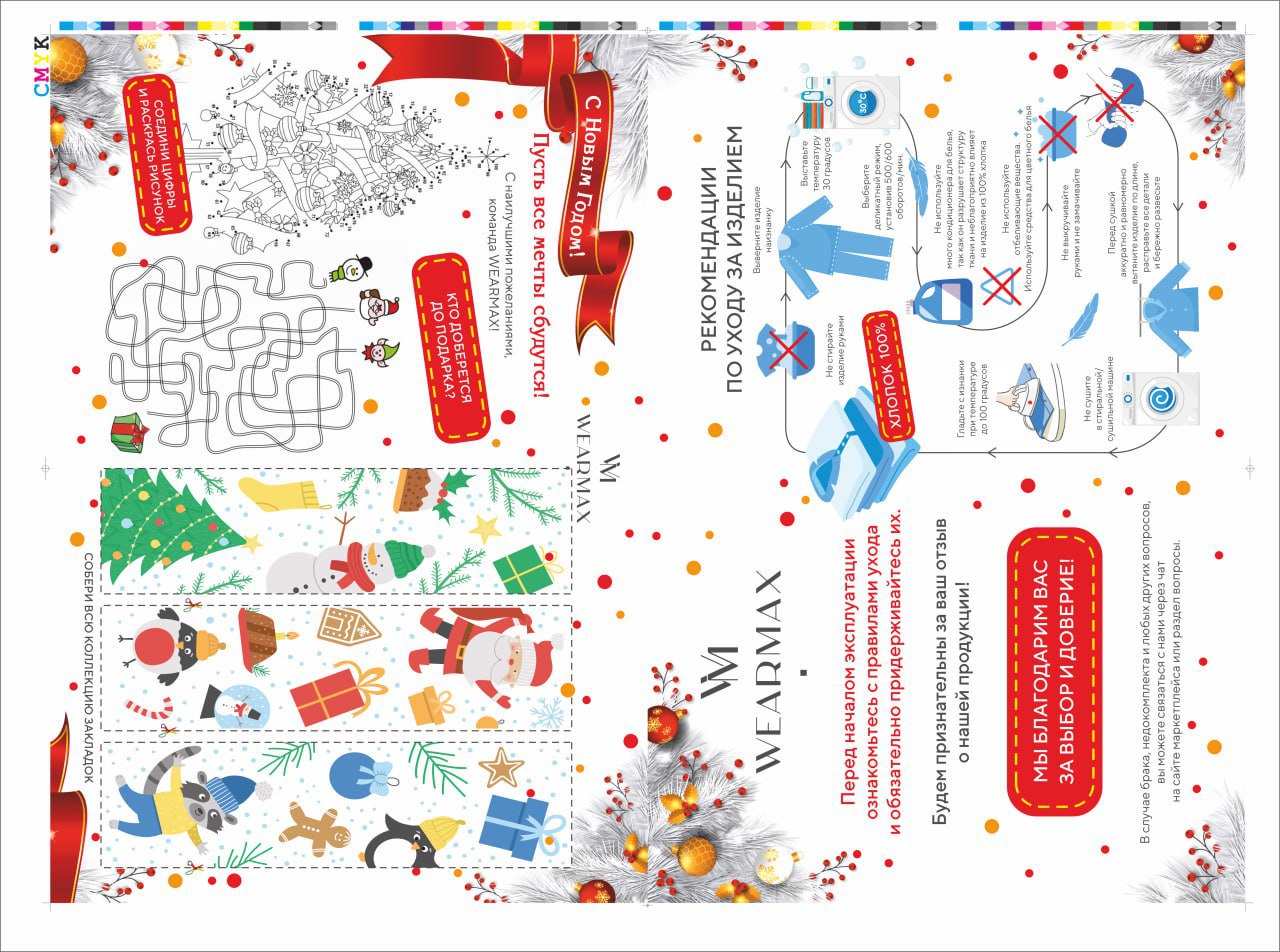 CMYK
СОЕДИНИ ЦИФРЫ
И РАСКРАСЬ РИСУНОК
С Новым Годом!
Пусть все мечты сбудутся!
С наилучшими пожеланиями,
команда WEARMAX!
КТО ДОБЕРЕТСЯ
ДО ПОДАРКА?
WEARMAX
СОБЕРИ ВСЮ КОЛЛЕКЦИЮ ЗАКЛАДОК
РЕКОМЕНДАЦИИ
ПО УХОДУ ЗА ИЗДЕЛИЕМ
Не стирайте
изделие руками
Выверните изделие
наизнанку
Выставьте
температуру
30 градусов
30°C
Выберите
деликатный режим,
установив 500/600
оборотов/мин.
Не используйте
много кондиционера для белья,
так как он разрушает структуру
ткани и неблагоприятно влияет
на изделие из 100% хлопка
Не используйте
отбеливающие вещества.
Используйте средства для цветного белья
Не выкручивайте
руками и не замачивайте
Перед сушкой
аккуратно и равномерно
вытяните изделие по длине,
расправьте все детали
и бережно развесьте
Не сушите
в стиральной/
сушильной машине
Гладьте с изнанки
при температуре
до 100 градусов
ХЛОПОК 100%
WEARMAX
Перед началом эксплуатации
ознакомьтесь с правилами ухода
и обязательно придерживайтесь их.
Будем признательны за ваш отзыв
о нашей продукции!
МЫ БЛАГОДАРИМ ВАС
ЗА ВЫБОР И ДОВЕРИЕ!
В случае брака, недокомплекта и любых других вопросов,
вы можете связаться с нами через чат
на сайте маркетплейса или раздел вопросы.